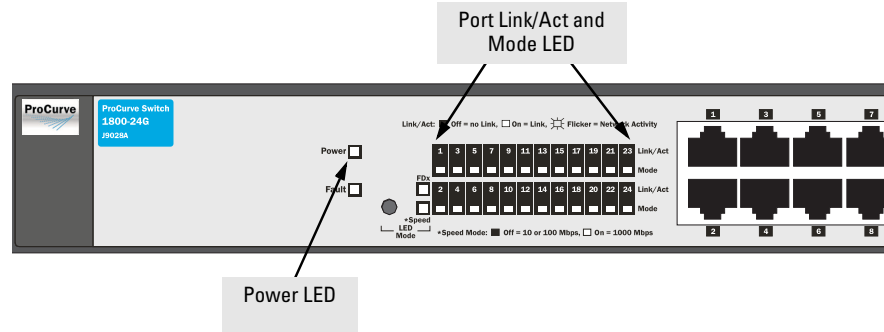 Port Link/Act and
Mode LED
ProCurve
ProCurve Switch
1800-24G
J9028A
Link/Act: Off = no Link, On = Link, Flicker = Network Activity
1 3 5 7
Power
1 3 5 7 9 11 13 15 17 19 21 23 Link/Act
Mode
FDx
Fault
2 4 6 8 10 12 14 16 18 20 22 24 Link/Act
Mode
*Speed
LED
Mode
*Speed Mode: Off = 10 or 100 Mbps, On = 1000 Mbps
2 4 6 8
Power LED